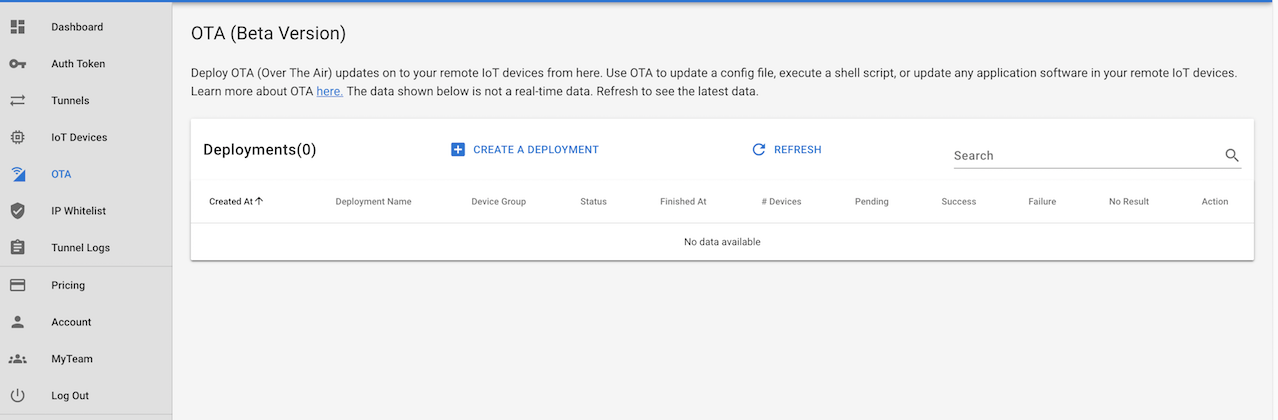 Dashboard
Auth Token
Tunnels
IoT Devices
OTA
IP Whitelist
Tunnel Logs
Pricing
Account
MyTeam
Log Out
OTA (Beta Version)
Deploy OTA (Over The Air) updates on to your remote IoT devices from here. Use OTA to update a config file, execute a shell script, or update any application software in your remote IoT devices.
Learn more about OTA here. The data shown below is not a real-time data. Refresh to see the latest data.
Deployments(0) CREATE A DEPLOYMENT REFRESH Search
Created At Deployment Name Device Group Status Finished At # Devices Pending Success Failure No Result Action
No data available